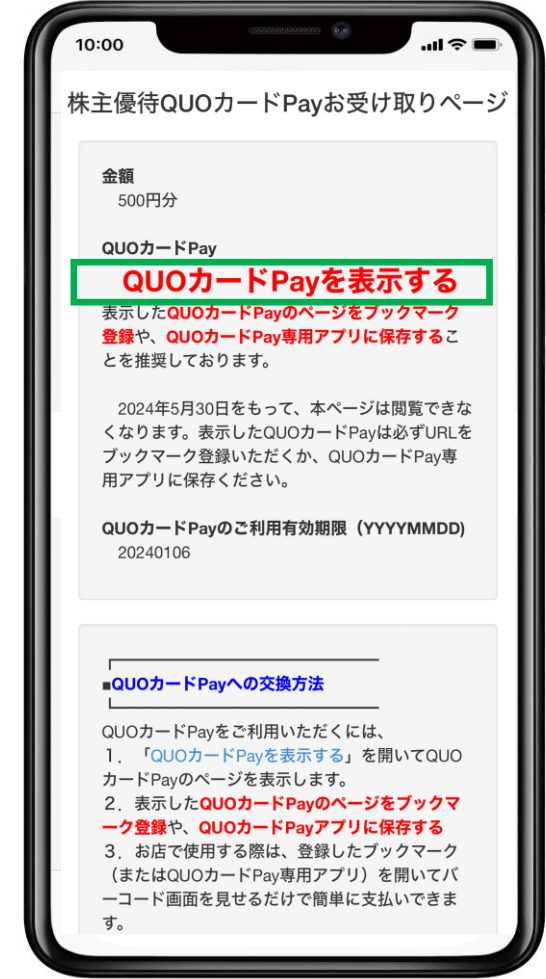 10:00
株主優待QUOカードPayお受け取りページ
金額
500円分
QUOカードPay
QUOカードPayを表示する
表示したQUOカードPayのページをブックマーク
登録や、QUOカードPay専用アプリに保存するこ
とを推奨しております。
2024年5月30日をもって、本ページは閲覧できな
くなります。表示したQUOカードPayは必ずURLを
ブックマーク登録いただくか、QUOカードPay専
用アプリに保存ください。
QUOカードPayのご利用有効期限（YYYYMMDD)
20240106
■QUOカードPayへの交換方法
QUOカードPayをご利用いただくには、
１．「QUOカードPayを表示する」を開いてQUO
カードPayのページを表示します。
２．表示したQUOカードPayのページをブックマ
ーク登録や、QUOカードPayアプリに保存する
３．お店で使用する際は、登録したブックマーク
（またはQUOカードPay専用アプリ）を開いてバ
ーコード画面を見せるだけで簡単に支払いできま
す。